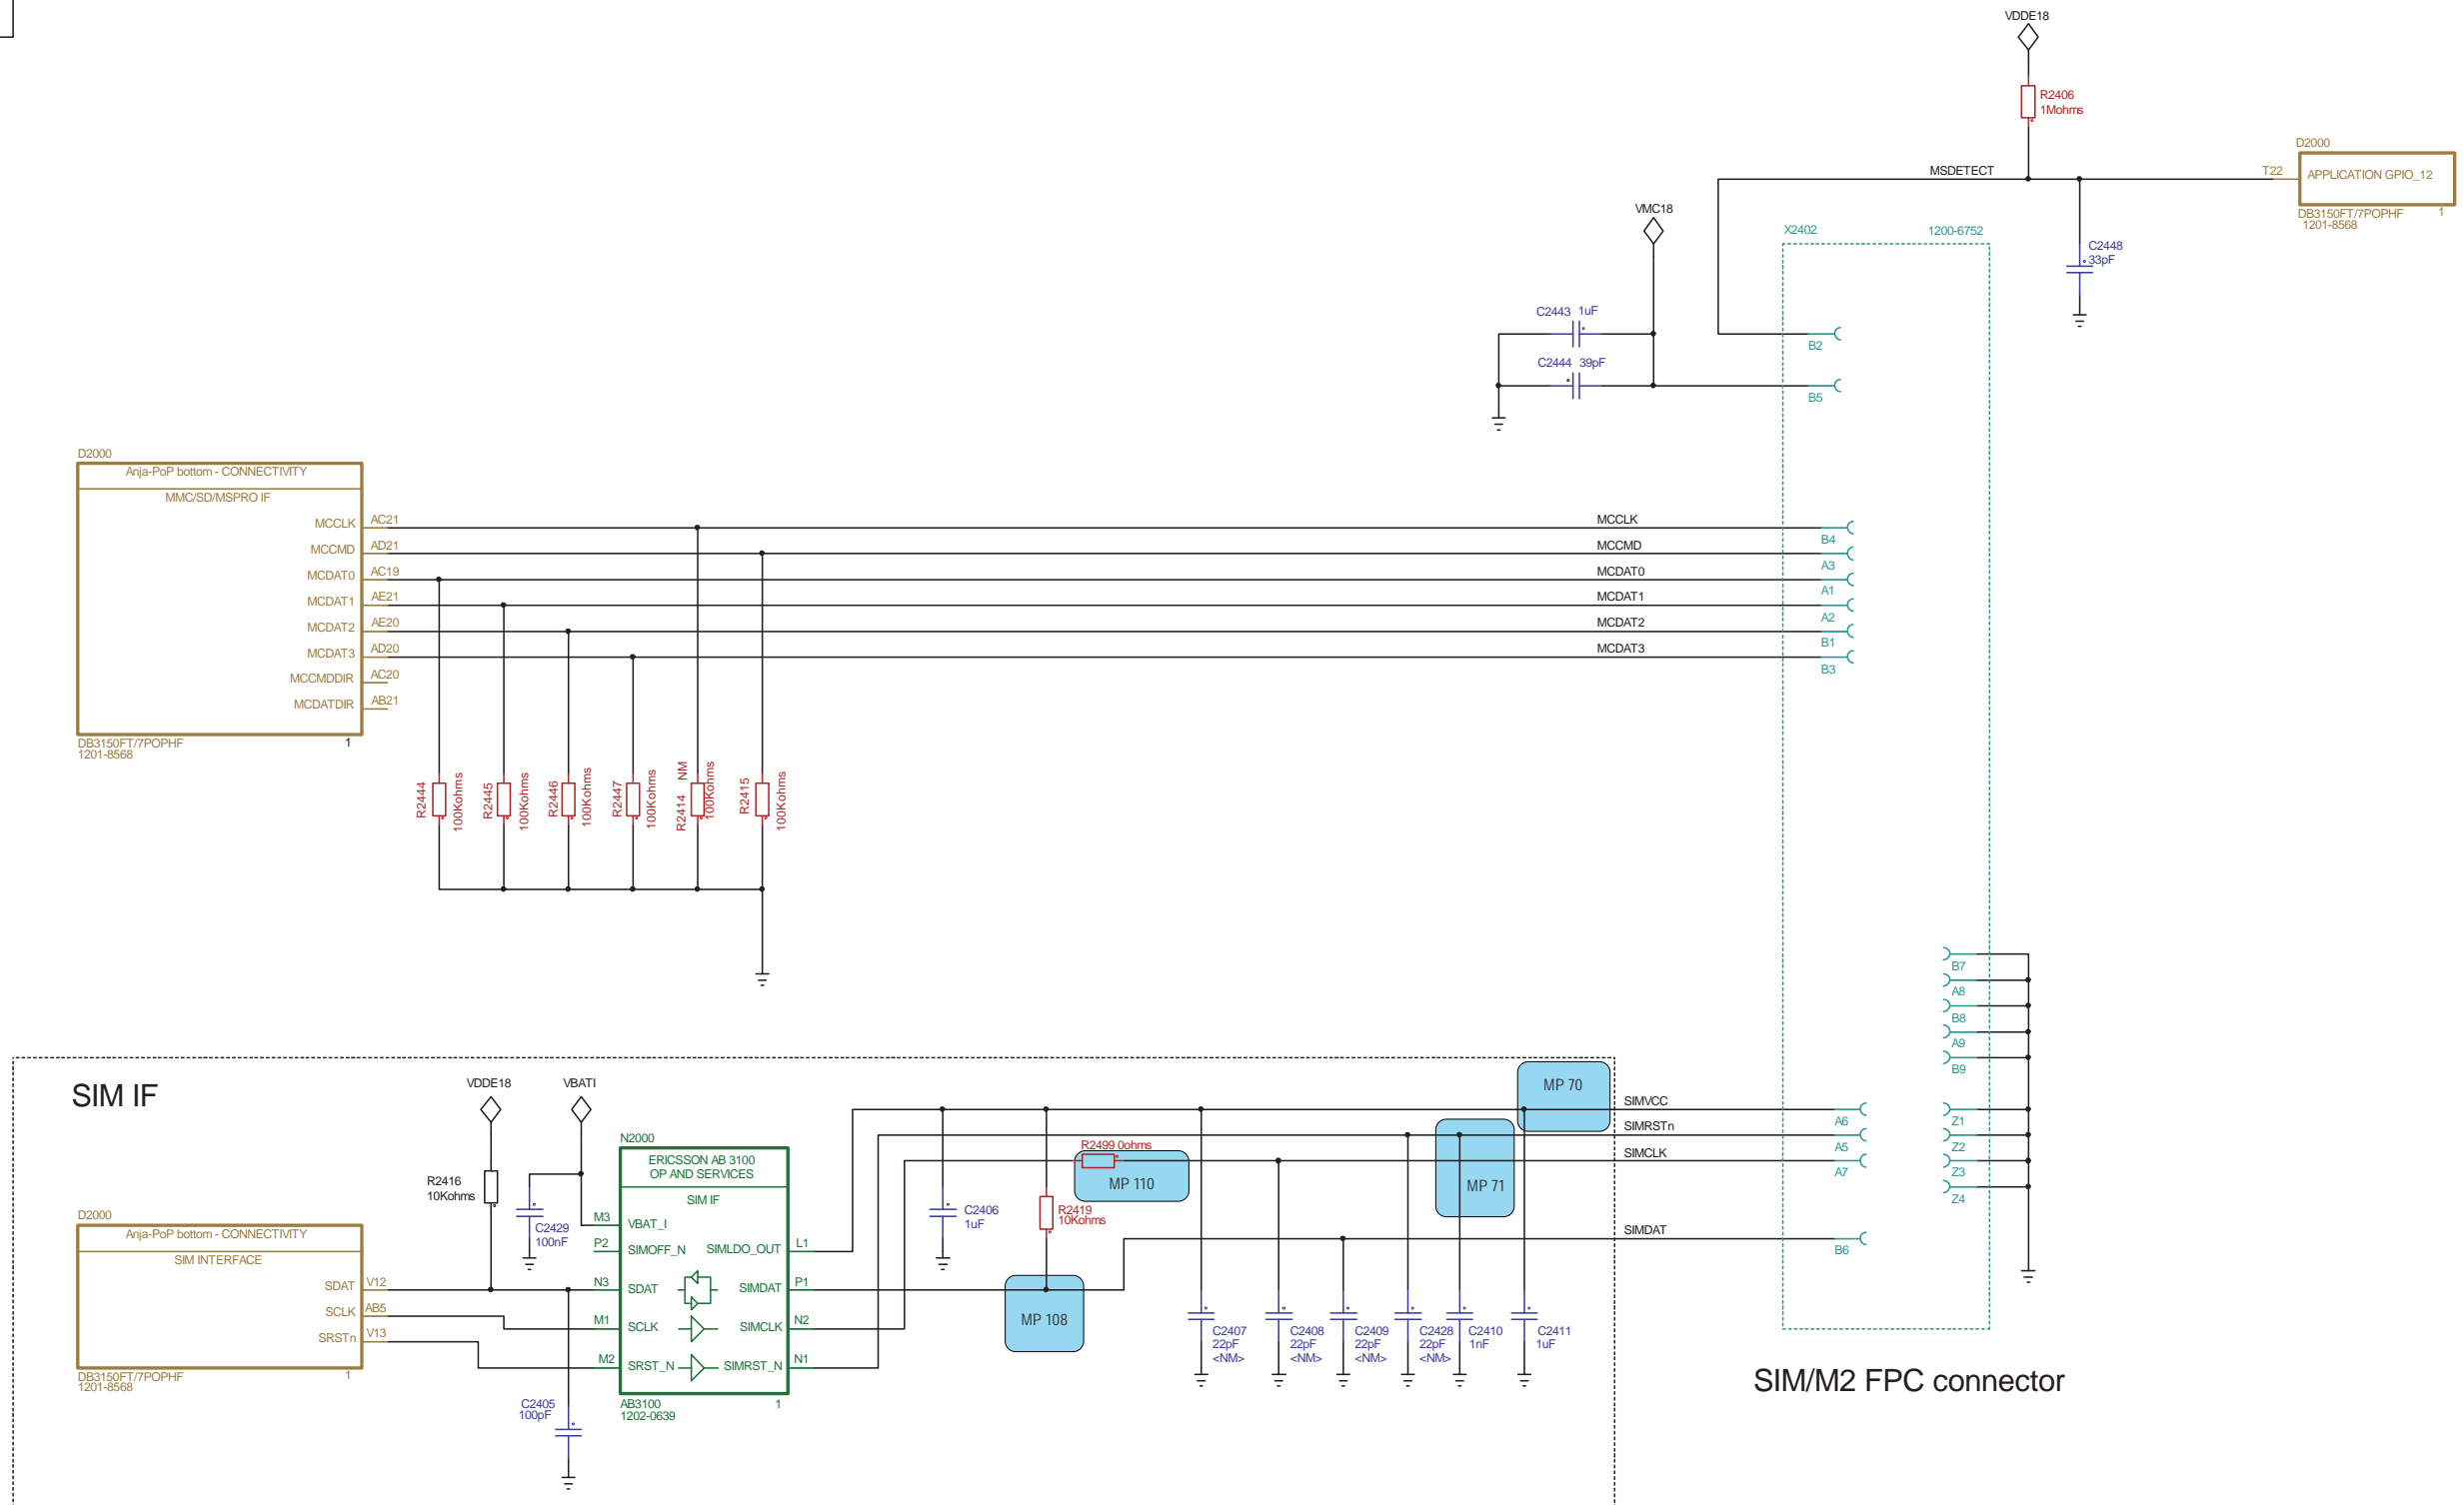 VDDE18
R2406
1Mohms
D2000
MSDETECT
T22
APPLICATION GPIO_12
DB3150FT/7POPHF 1
1201-8568
VMC18
X2402 1200-6752
C2448
33pF
C2443 1uF
B2
C2444 39pF
B5
D2000
Anja-PoP bottom - CONNECTIVITY
MMC/SD/MSPRO IF
MCCLK AC21 MCCLK B4
MCCMD AD21 MCCMD A3
MCDAT0 AC19 MCDAT0 A1
MCDAT1 AE21 MCDAT1 A2
MCDAT2 AE20 MCDAT2 B1
MCDAT3 AD20 MCDAT3 B3
MCCMDDIR AC20
MCDATDIR AB21
DB3150FT/7POPHF 1
1201-8568
R2444 100Kohms
R2445 100Kohms
R2446 100Kohms
R2447 100Kohms
R2414 NM 100Kohms
R2415 100Kohms
B7
A8
B8
A9
B9
SIM IF
VDDE18
VBATI
MP 70
SIMVCC
A6
Z1
SIMRSTn
A5
Z2
SIMCLK
A7
Z3
Z4
SIMDAT
B6
R2499 0ohms
MP 110
MP 71
N2000
ERICSSON AB 3100
OP AND SERVICES
SIM IF
R2416
10Kohms
C2429
100nF
C2406
1uF
R2419
10Kohms
M3 VBAT_I
P2 SIMOFF_N SIMLDO_OUT L1
N3 SDAT SIMDAT P1
M1 SCLK SIMCLK N2
M2 SRST_N SIMRST_N N1
AB3100 1
1202-0639
D2000
Anja-PoP bottom - CONNECTIVITY
SIM INTERFACE
SDAT V12
SCLK AB5
SRSTn V13
DB3150FT/7POPHF 1
1201-8568
C2405
100pF
MP 108
C2407
22pF
<NM>
C2408
22pF
<NM>
C2409
22pF
<NM>
C2428
22pF
<NM>
C2410
1nF
C2411
1uF
SIM/M2 FPC connector